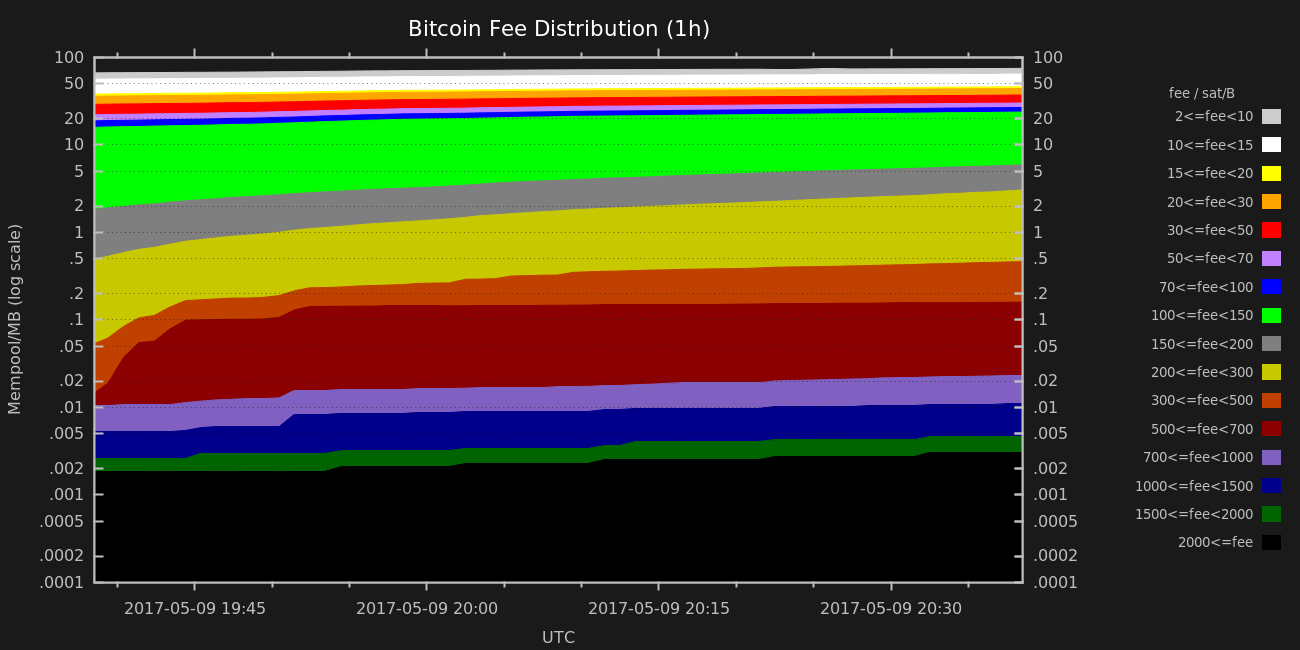 Bitcoin Fee Distribution (1h)
100
50
20
10
5
2
1
.5
.2
.1
.05
.02
.01
.005
.002
.001
.0005
.0002
.0001
Mempool/MB (log scale)
100
50
20
10
5
2
1
.5
.2
.1
.05
.02
.01
.005
.002
.001
.0005
.0002
.0001
2017-05-09 19:45
2017-05-09 20:00
2017-05-09 20:15
2017-05-09 20:30
UTC
fee / sat/B
2<=fee<10
10<=fee<15
15<=fee<20
20<=fee<30
30<=fee<50
50<=fee<70
70<=fee<100
100<=fee<150
150<=fee<200
200<=fee<300
300<=fee<500
500<=fee<700
700<=fee<1000
1000<=fee<1500
1500<=fee<2000
2000<=fee